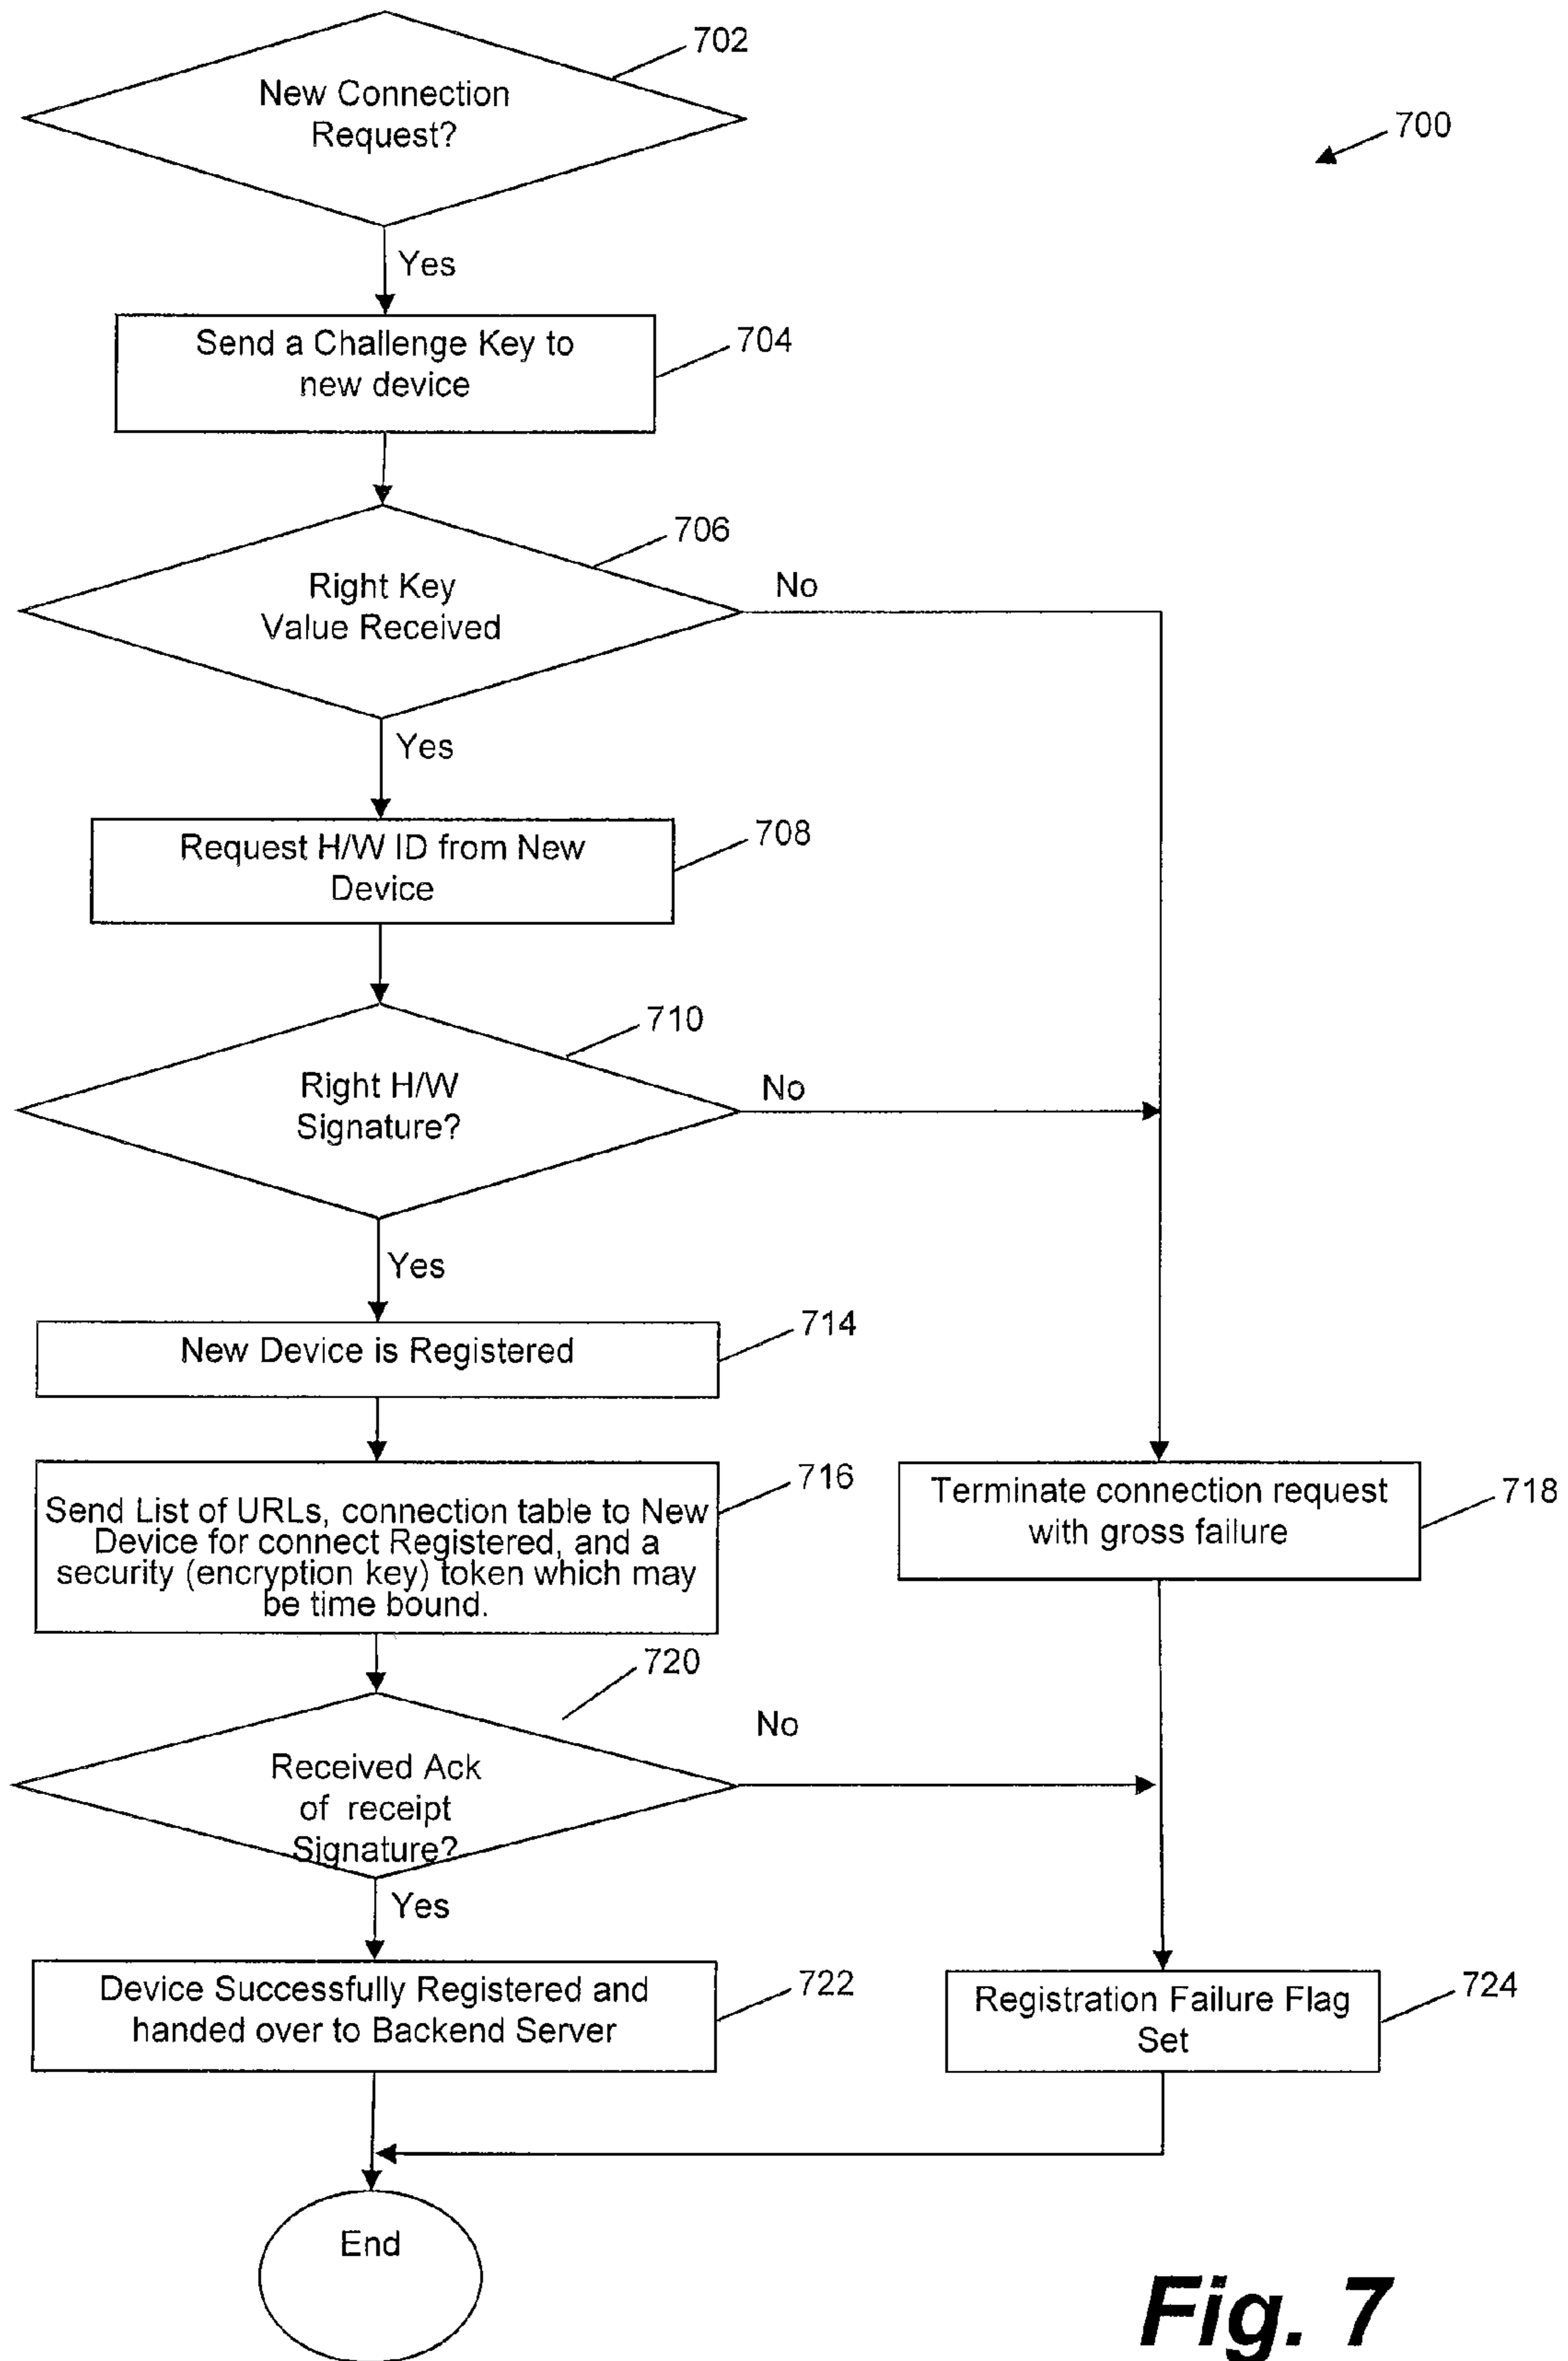 702
New Connection
Request?
700
Yes
Send a Challenge Key to
new device
704
706
Right Key
Value Received
No
Yes
Request H/W ID from New
Device
708
710
Right H/W
Signature?
No
Yes
New Device is Registered
714
Send List of URLs, connection table to New
Device for connect Registered, and a
security (encryption key) token which may
be time bound.
716
Terminate connection request
with gross failure
718
720
Received Ack
of receipt
Signature?
No
Yes
Device Successfully Registered and
handed over to Backend Server
722
Registration Failure Flag
Set
724
End
Fig. 7